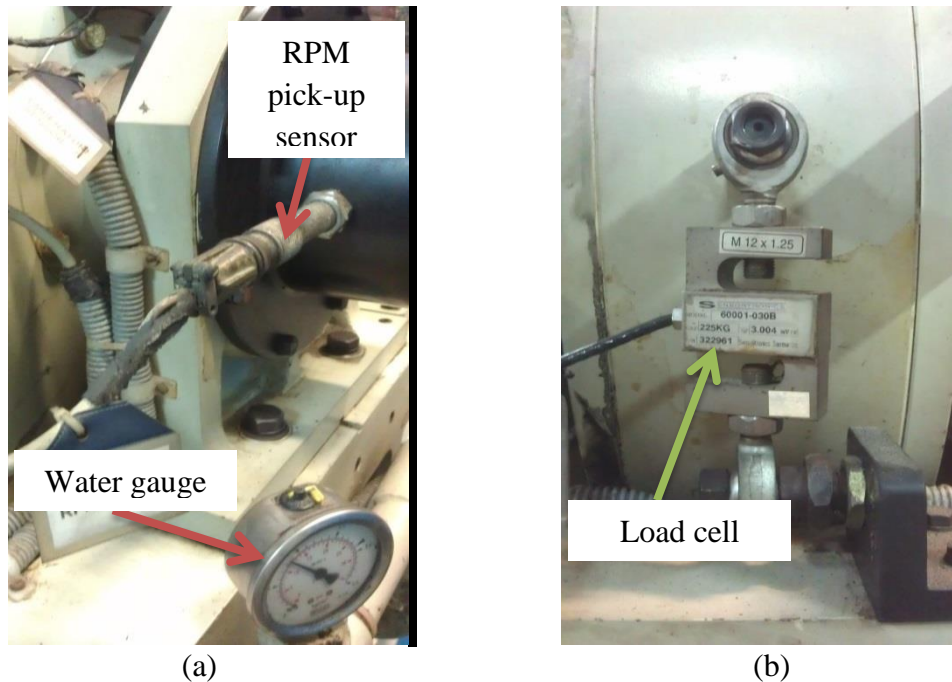 RPM
pick-up
sensor
Water gauge
(a)
M 12 x 1.25
60001-030B
225KG 3.004
322961
Load cell
(b)